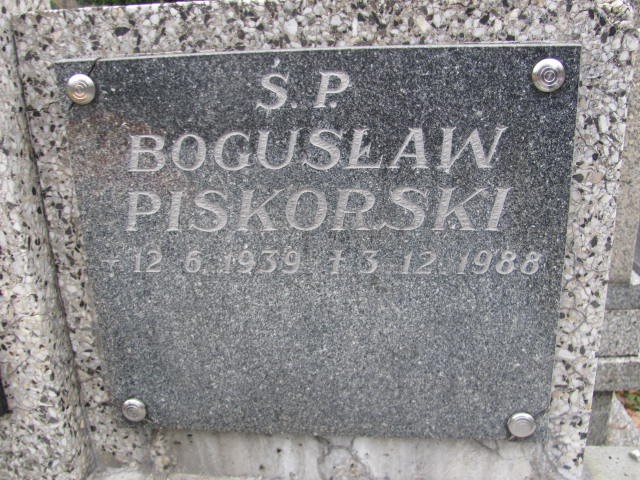 Ś.P.
BOGUSŁAW
PISKORSKI
+ 12.6.1939 † 3.12.1988